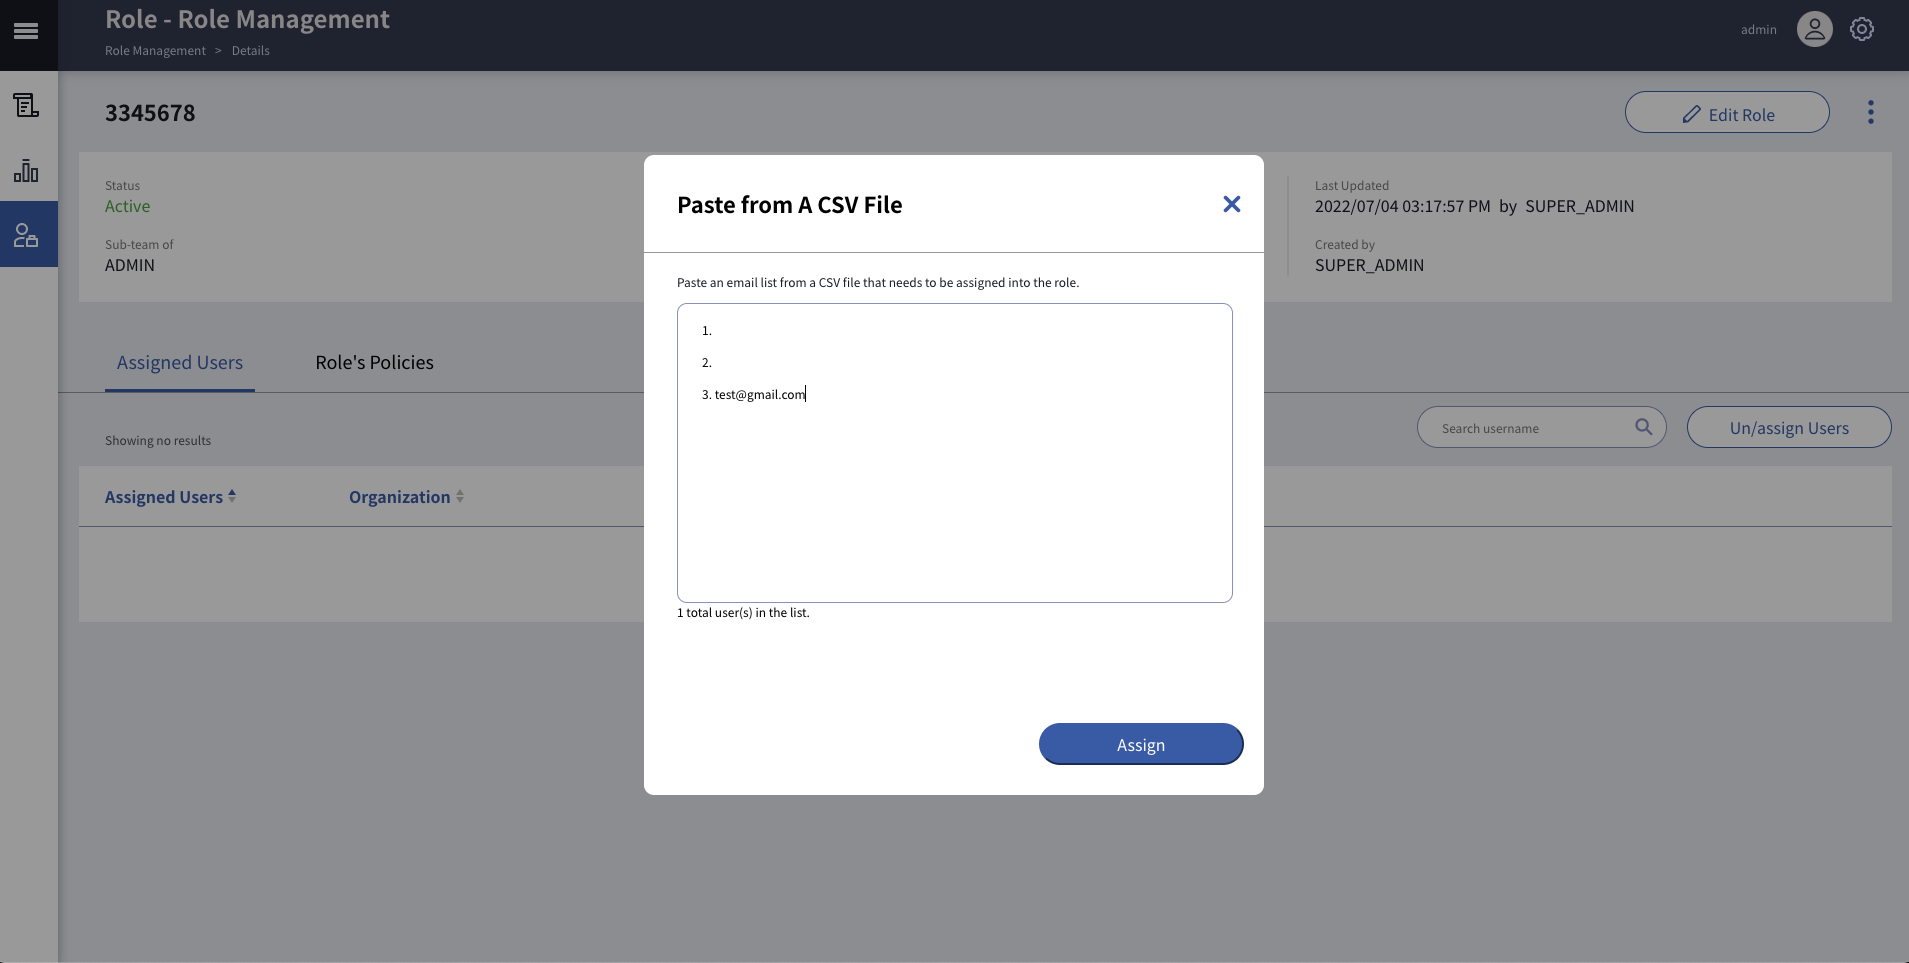 Role - Role Management
Role Management > Details
admin
3345678
Edit Role
Status
Active
Sub-team of
ADMIN
Last Updated
2022/07/04 03:17:57 PM by SUPER_ADMIN
Created by
SUPER_ADMIN
Assigned Users
Role's Policies
Showing no results
Search username
Un/assign Users
Assigned Users
Organization
Paste from A CSV File
Paste an email list from a CSV file that needs to be assigned into the role.
1.
2.
3. test@gmail.com
1 total user(s) in the list.
Assign